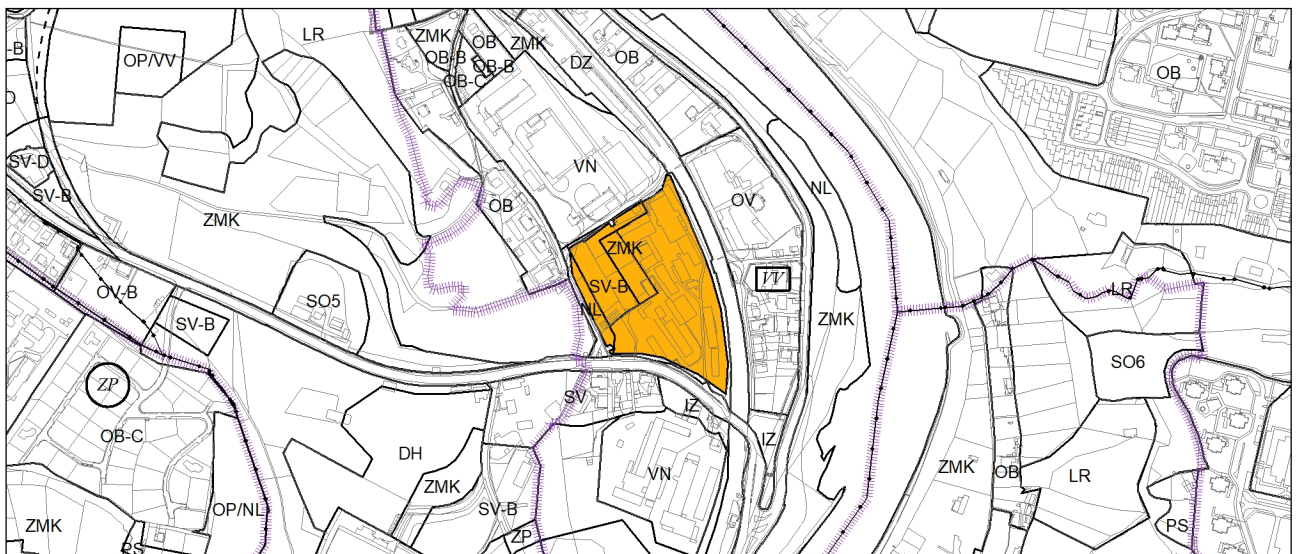 LR
ZMK
OB
ZMK
OB-B
OB-B
OB-C
DZ
OB
OB
-B
OP/VV
D
VN
SV-D
SV-B
ZMK
OB
NL
OV
ZMK
SV-B
VV
OV-B
SO5
NL
LR
SV-B
ZMK
SO6
ZP
SV
IZ
IZ
OB-C
DH
VN
ZMK
OB
LR
ZMK
SV-B
OP/NL
ZMK
PS
ZP
PS